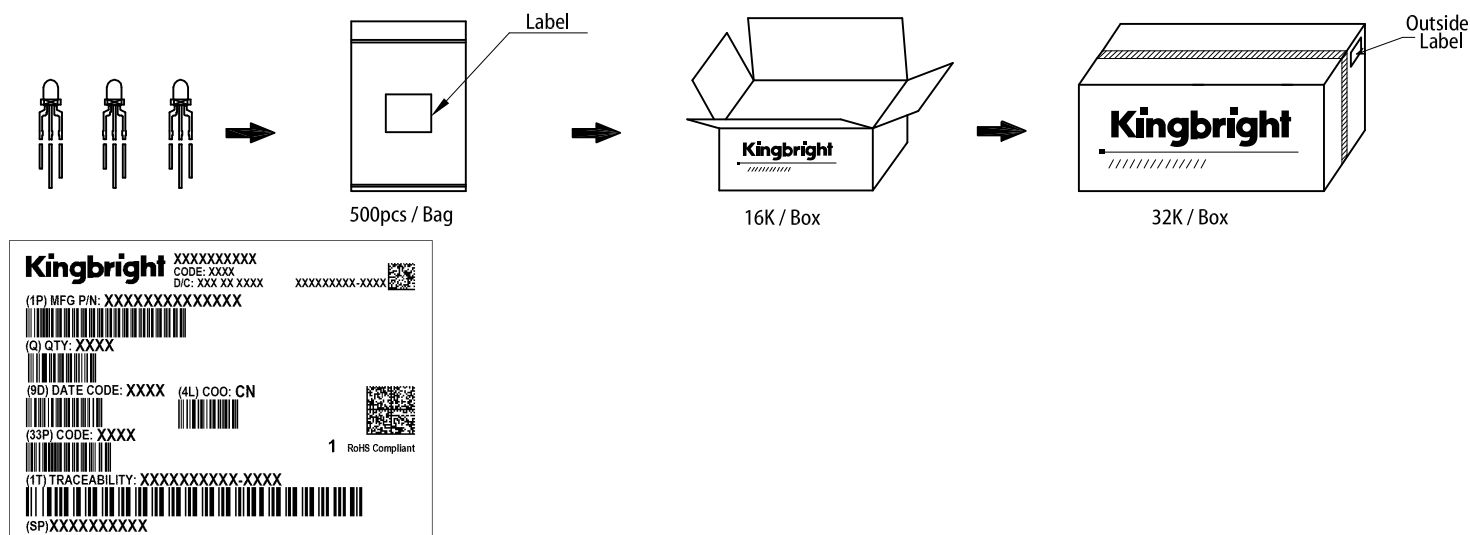 Label
Outside
Label
500pcs / Bag
16K / Box
32K / Box
Kingbright
Kingbright
Kingbright
XXXXXXXXXX
CODE: XXXX
D/C: XXX XX XXXX
XXXXXXXXX-XXXX
(1P) MFG P/N: XXXXXXXXXXXXXX
(Q) QTY: XXXX
(9D) DATE CODE: XXXX
(4L) COO: CN
(33P) CODE: XXXX
1 RoHS Compliant
(1T) TRACEABILITY: XXXXXXXXXX-XXXX
(SP)XXXXXXXXXX